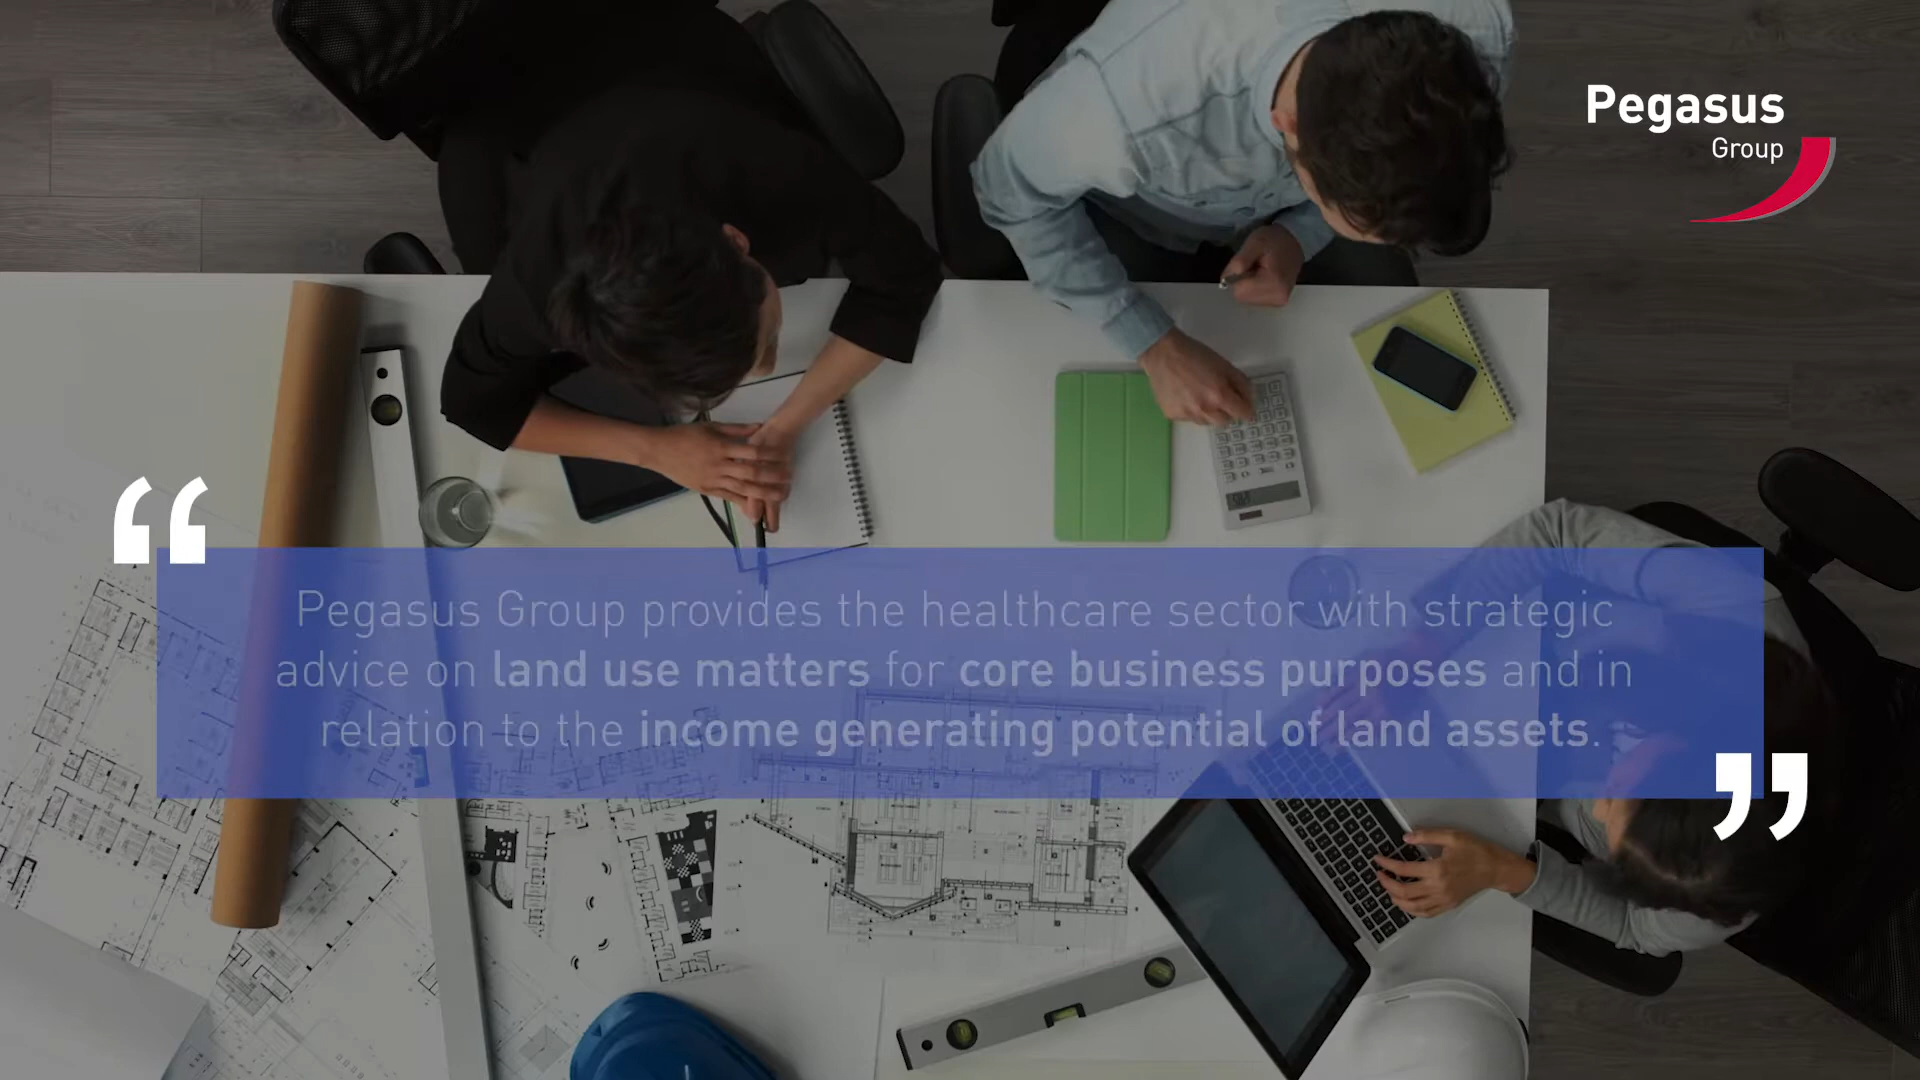 Pegasus
Group
“
Pegasus Group provides the healthcare sector with strategic
advice on land use matters for core business purposes and in
relation to the income generating potential of land assets.
”